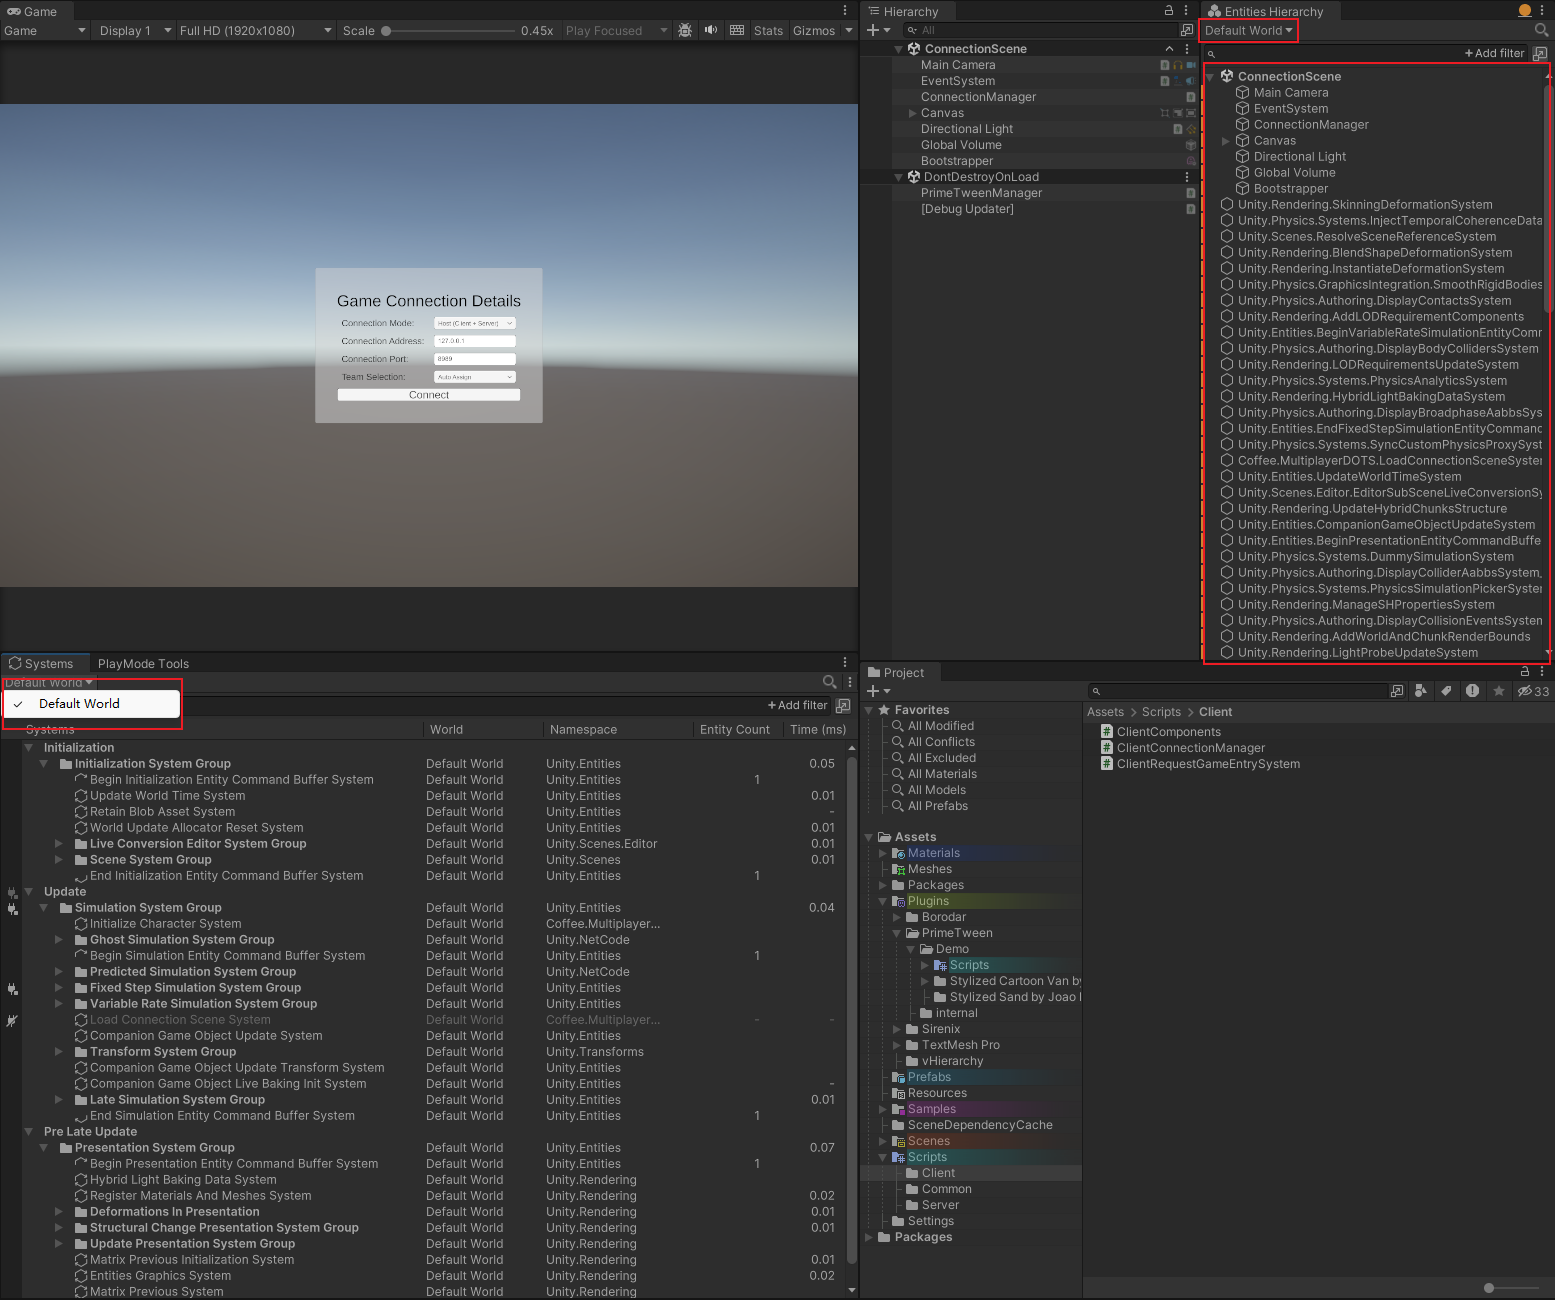 Game
Game Display 1 Full HD (1920x1080) Scale 0.45x Play Focused Stats Gizmos
Game Connection Details
Connection Mode: Host (Client + Server)
Connection Address: 127.0.0.1
Connection Port: 8989
Team Selection: Auto Assign
Connect
Hierarchy
All
ConnectionScene
Main Camera
EventSystem
ConnectionManager
Canvas
Directional Light
Global Volume
Bootstrapper
DontDestroyOnLoad
PrimeTweenManager
[Debug Updater]
Entities Hierarchy
Default World
Add filter
ConnectionScene
Main Camera
EventSystem
ConnectionManager
Canvas
Directional Light
Global Volume
Bootstrapper
Unity.Rendering.SkinningDeformationSystem
Unity.Physics.Systems.InjectTemporalCoherenceData
Unity.Scenes.ResolveSceneReferenceSystem
Unity.Rendering.BlendShapeDeformationSystem
Unity.Rendering.InstantiateDeformationSystem
Unity.Physics.GraphicsIntegration.SmoothRigidBodies
Unity.Physics.Authoring.DisplayContactsSystem
Unity.Rendering.AddLODRequirementComponents
Unity.Entities.BeginVariableRateSimulationEntityComm
Unity.Physics.Authoring.DisplayBodyCollidersSystem
Unity.Rendering.LODRequirementsUpdateSystem
Unity.Physics.Systems.PhysicsAnalyticsSystem
Unity.Rendering.HybridLightBakingDataSystem
Unity.Physics.Authoring.DisplayBroadphaseAabbsSys
Unity.Entities.EndFixedStepSimulationEntityCommand
Unity.Physics.Systems.SyncCustomPhysicsProxySyst
Coffee.MultiplayerDOTS.LoadConnectionSceneSystem
Unity.Entities.UpdateWorldTimeSystem
Unity.Scenes.Editor.EditorSubSceneLiveConversionSy
Unity.Rendering.UpdateHybridChunksStructure
Unity.Entities.CompanionGameObjectUpdateSystem
Unity.Entities.BeginPresentationEntityCommandBuffe
Unity.Physics.Systems.DummySimulationSystem
Unity.Physics.Authoring.DisplayColliderAabbsSystem
Unity.Physics.Systems.PhysicsSimulationPickerSystem
Unity.Rendering.ManageSHPropertiesSystem
Unity.Physics.Authoring.DisplayCollisionEventsSystem
Unity.Rendering.AddWorldAndChunkRenderBounds
Unity.Rendering.LightProbeUpdateSystem
Systems PlayMode Tools
Default World
Default World
Add filter
Systems World Namespace Entity Count Time (ms)
Initialization
Initialization System Group Default World Unity.Entities 0.05
Begin Initialization Entity Command Buffer System Default World Unity.Entities 1
Update World Time System Default World Unity.Entities 0.01
Retain Blob Asset System Default World Unity.Entities -
World Update Allocator Reset System Default World Unity.Entities 0.01
Live Conversion Editor System Group Default World Unity.Scenes.Editor 0.01
Scene System Group Default World Unity.Scenes 0.01
End Initialization Entity Command Buffer System Default World Unity.Entities 1
Update
Simulation System Group Default World Unity.Entities 0.04
Initialize Character System Default World Coffee.Multiplayer...
Ghost Simulation System Group Default World Unity.NetCode
Begin Simulation Entity Command Buffer System Default World Unity.Entities 1
Predicted Simulation System Group Default World Unity.NetCode
Fixed Step Simulation System Group Default World Unity.Entities
Variable Rate Simulation System Group Default World Unity.Entities
Load Connection Scene System Default World Coffee.Multiplayer... - -
Companion Game Object Update System Default World Unity.Entities
Transform System Group Default World Unity.Transforms
Companion Game Object Update Transform System Default World Unity.Entities
Companion Game Object Live Baking Init System Default World Unity.Entities -
Late Simulation System Group Default World Unity.Entities 0.01
End Simulation Entity Command Buffer System Default World Unity.Entities 1
Pre Late Update
Presentation System Group Default World Unity.Entities 0.07
Begin Presentation Entity Command Buffer System Default World Unity.Entities 1
Hybrid Light Baking Data System Default World Unity.Rendering
Register Materials And Meshes System Default World Unity.Rendering 0.02
Deformations In Presentation Default World Unity.Rendering 0.01
Structural Change Presentation System Group Default World Unity.Rendering 0.01
Update Presentation System Group Default World Unity.Rendering
Matrix Previous Initialization System Default World Unity.Rendering 0.01
Entities Graphics System Default World Unity.Rendering 0.02
Matrix Previous System Default World Unity.Rendering
Project
33
Favorites
All Modified
All Conflicts
All Excluded
All Materials
All Models
All Prefabs
Assets
Materials
Meshes
Packages
Plugins
Borodar
PrimeTween
Demo
Scripts
Stylized Cartoon Van by
Stylized Sand by Joao
internal
Sirenix
TextMesh Pro
vHierarchy
Prefabs
Resources
Samples
SceneDependencyCache
Scenes
Scripts
Client
Common
Server
Settings
Packages
Assets > Scripts > Client
ClientComponents
ClientConnectionManager
ClientRequestGameEntrySystem